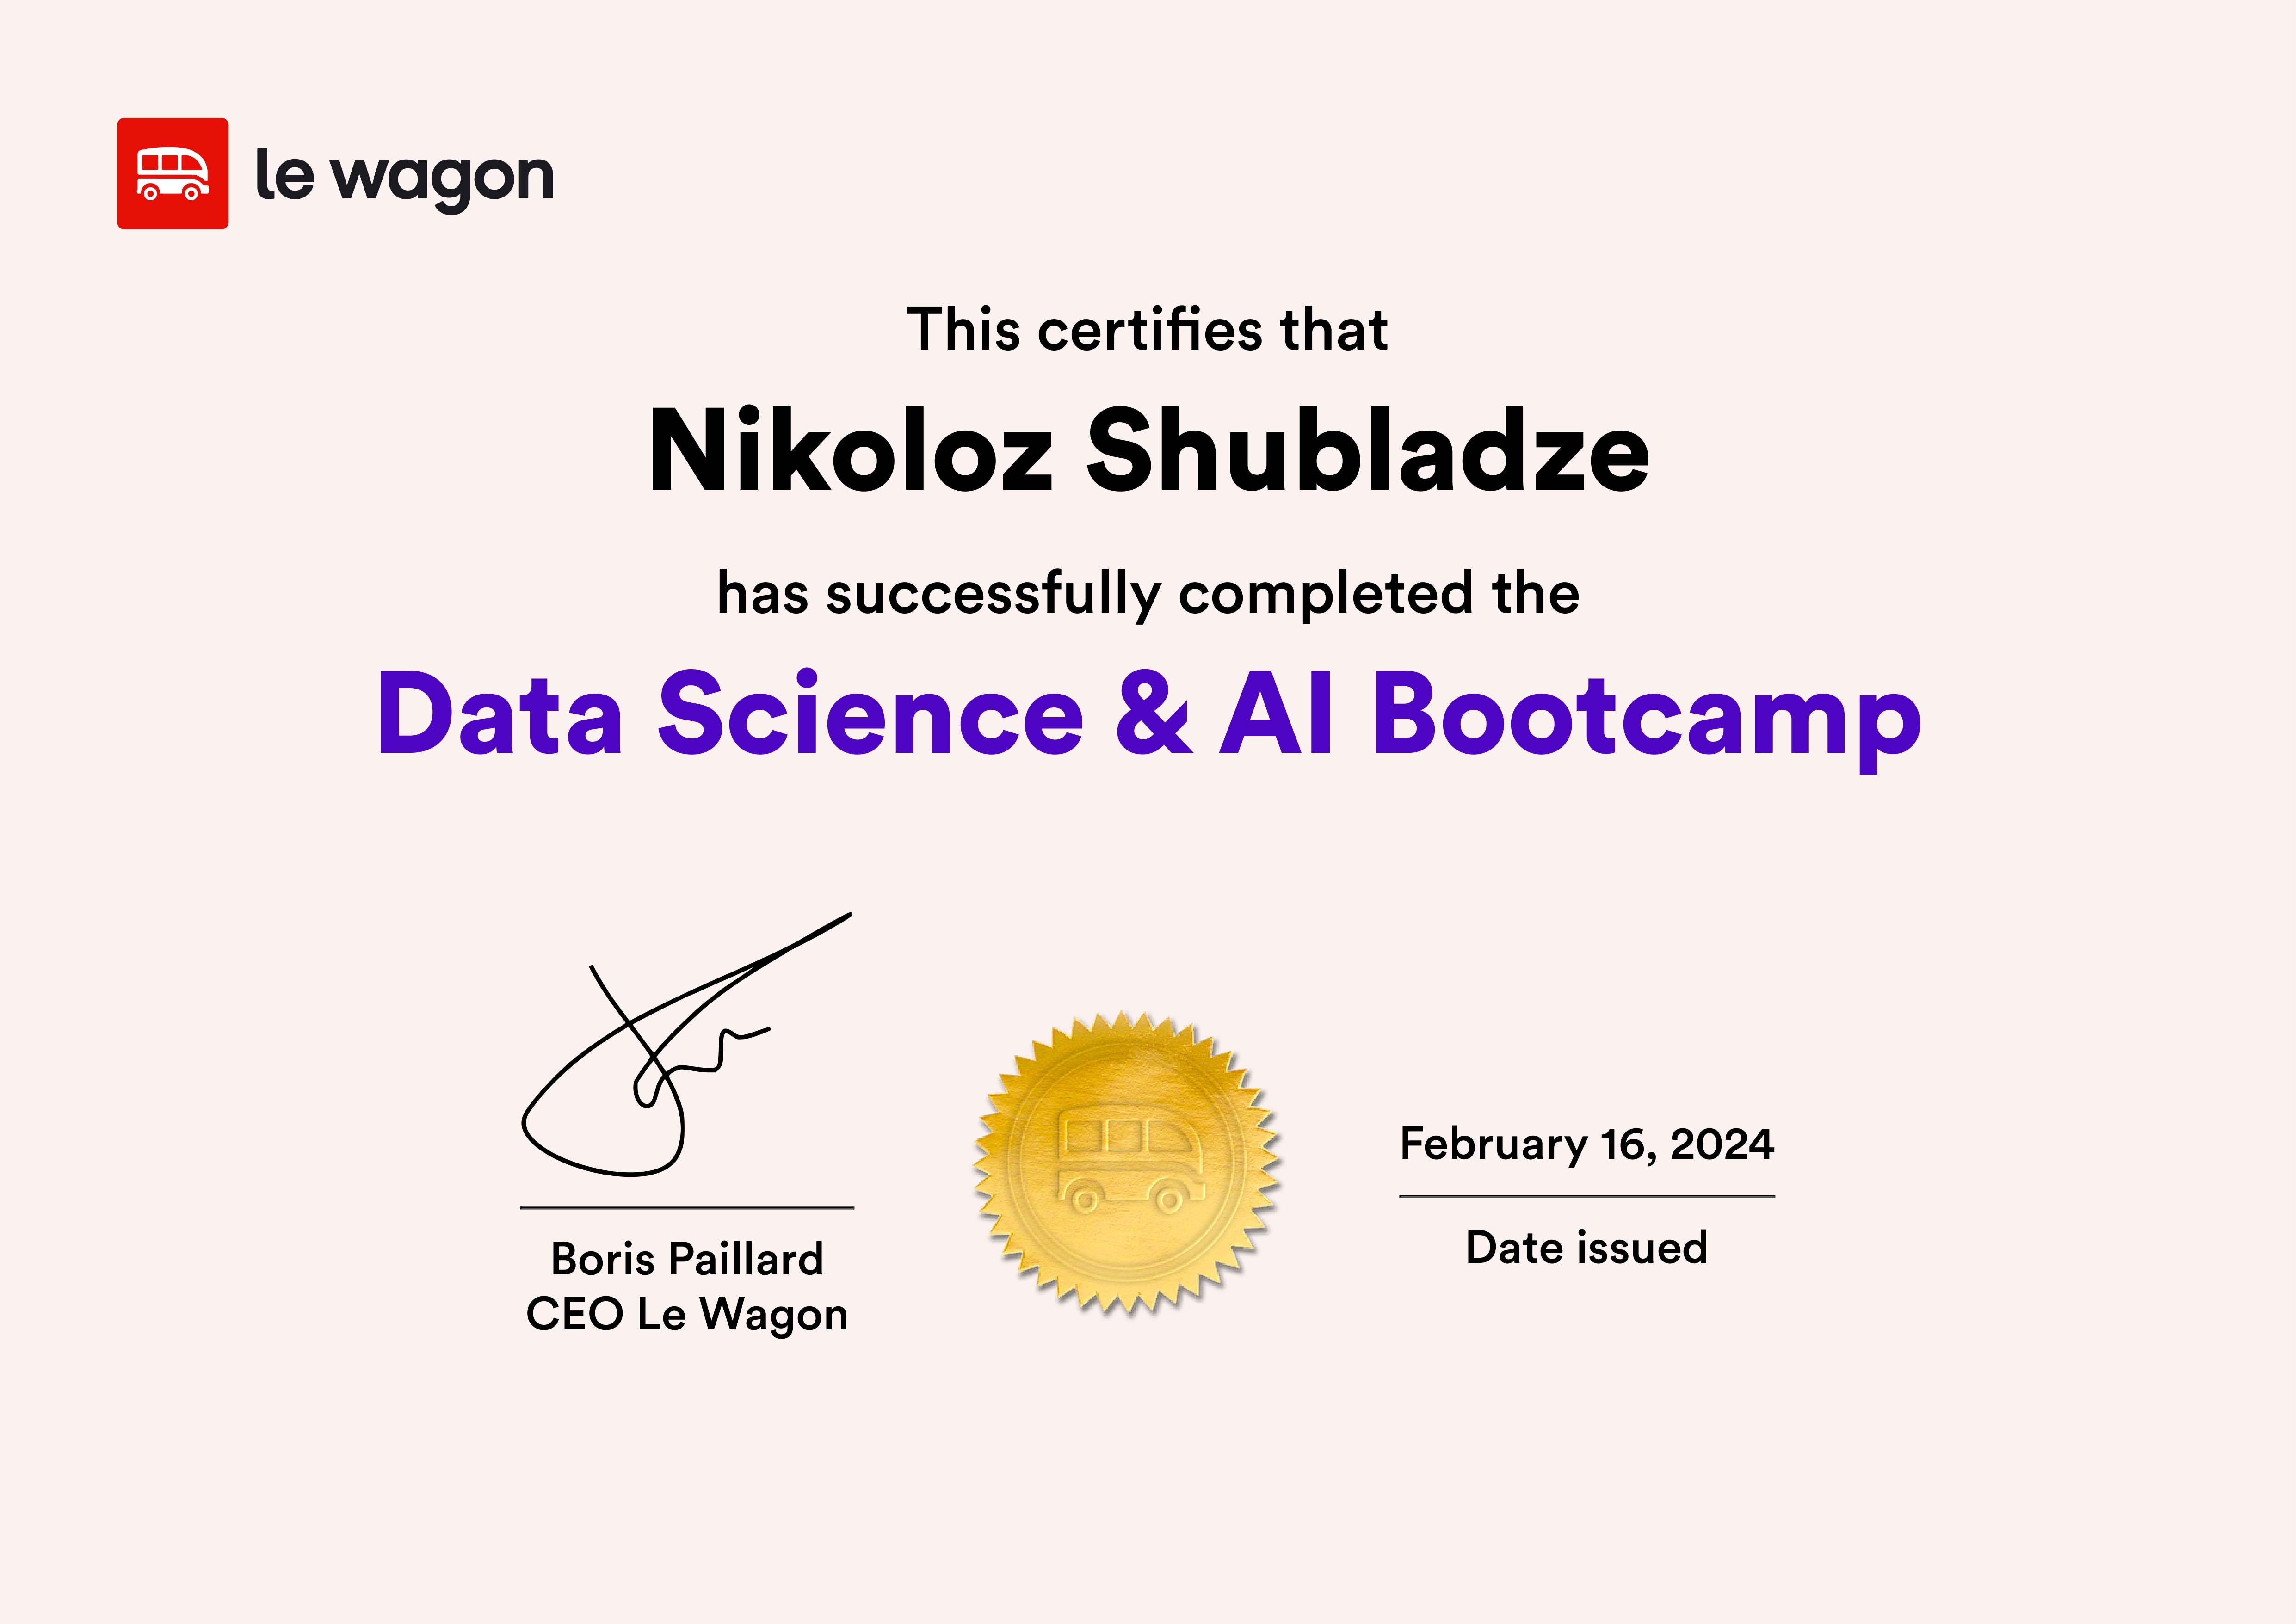 le wagon
This certifies that
Nikoloz Shubladze
has successfully completed the
Data Science & AI Bootcamp
February 16, 2024
Date issued
Boris Paillard
CEO Le Wagon